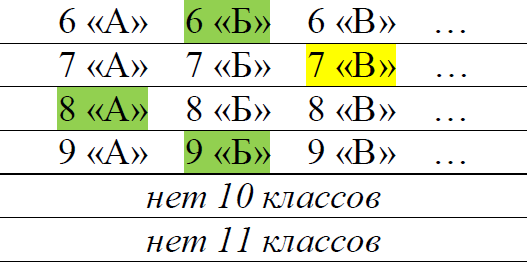 6 «А» 6 «Б» 6 «В» …
7 «А» 7 «Б» 7 «В» …
8 «А» 8 «Б» 8 «В» …
9 «А» 9 «Б» 9 «В» …
нет 10 классов
нет 11 классов